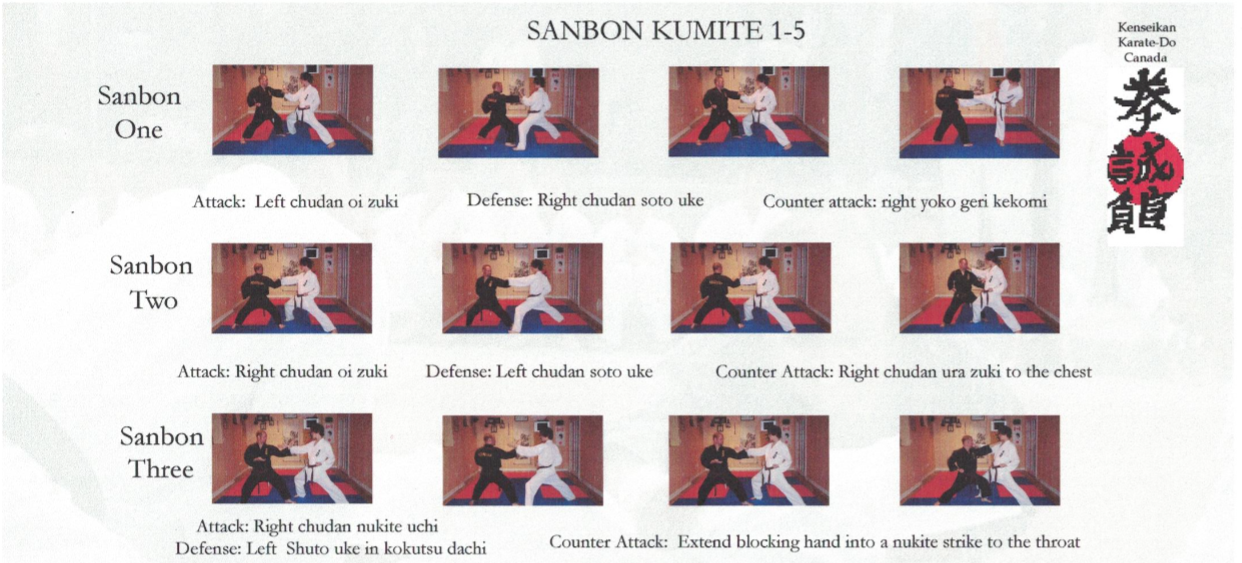 SANBON KUMITE 1-5
Kenseikan
Karate-Do
Canada
拳
誠
館
Sanbon
One
Attack: Left chudan oi zuki
Defense: Right chudan soto uke
Counter attack: right yoko geri kekomi
Sanbon
Two
Attack: Right chudan oi zuki
Defense: Left chudan soto uke
Counter Attack: Right chudan ura zuki to the chest
Sanbon
Three
Attack: Right chudan nukite uchi
Defense: Left Shuto uke in kokutsu dachi
Counter Attack: Extend blocking hand into a nukite strike to the throat